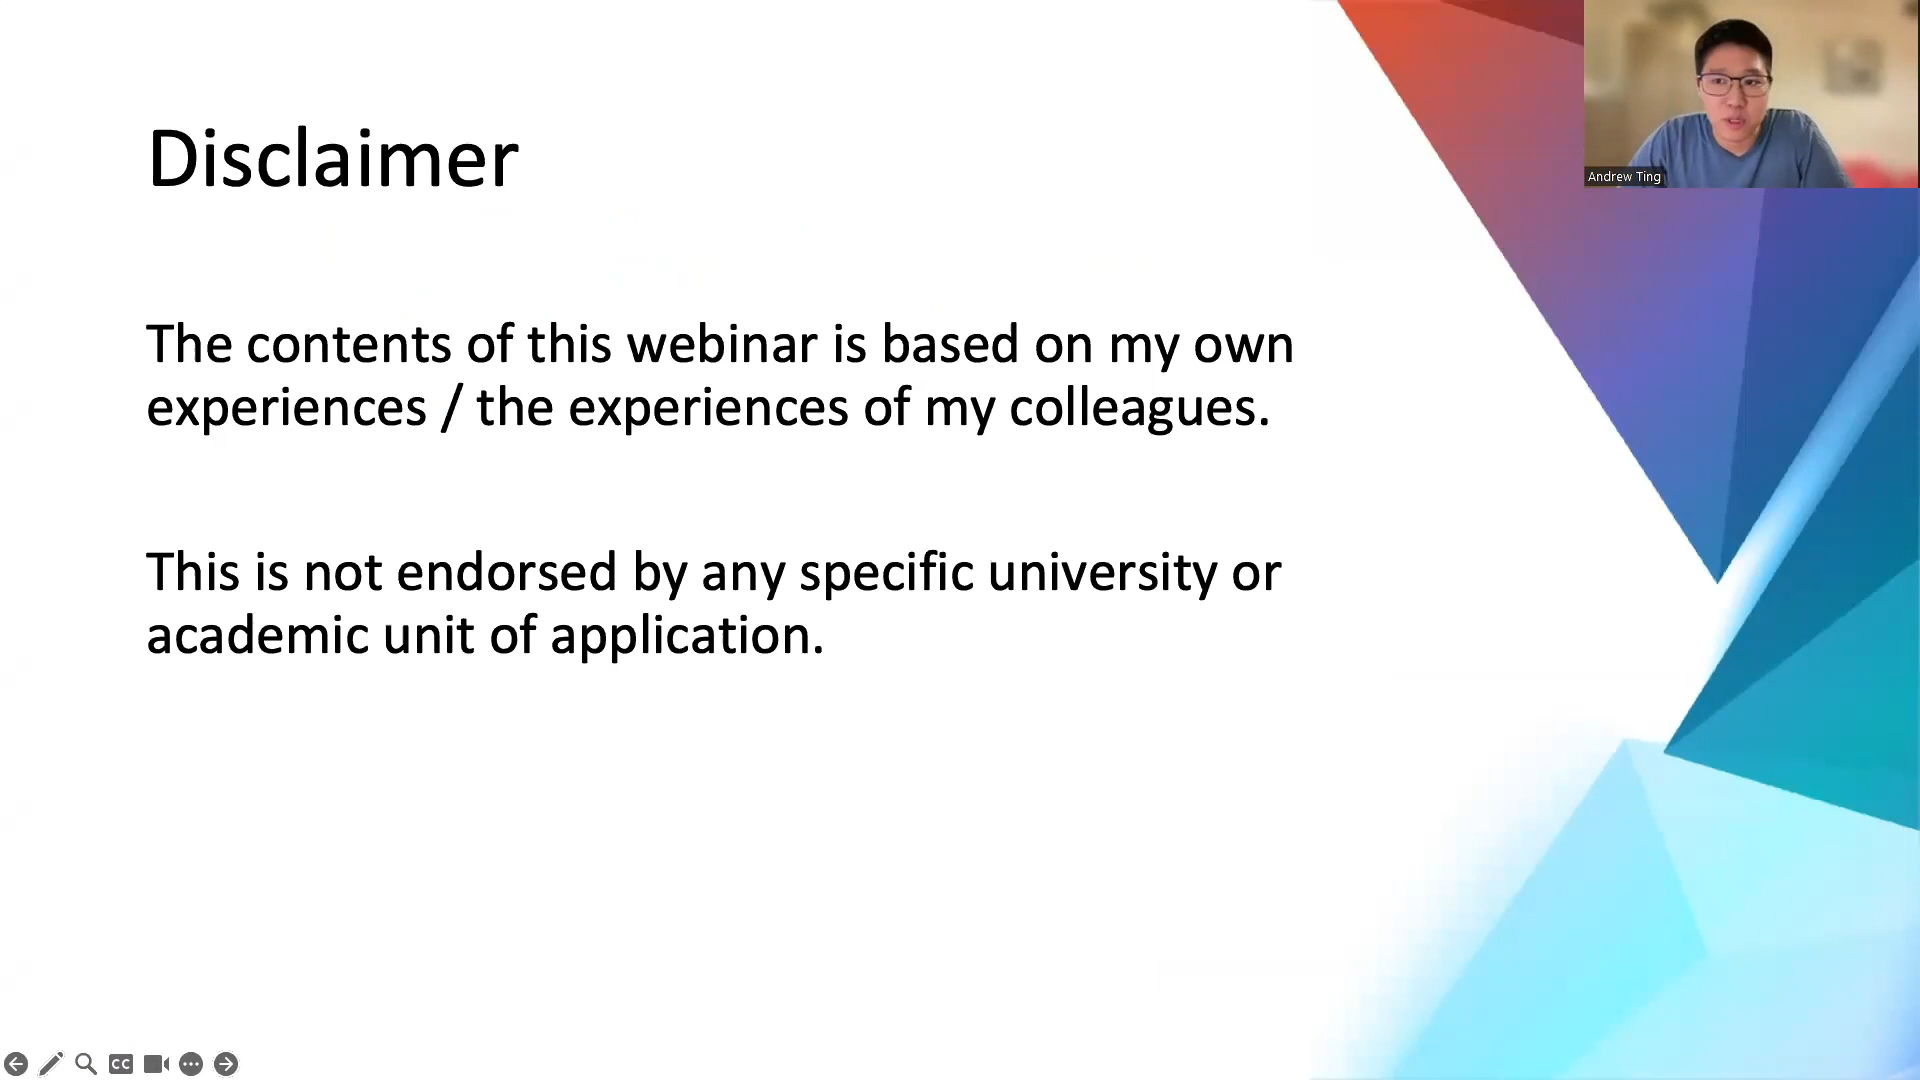 Disclaimer
Andrew Ting
The contents of this webinar is based on my own
experiences / the experiences of my colleagues.
This is not endorsed by any specific university or
academic unit of application.
CC